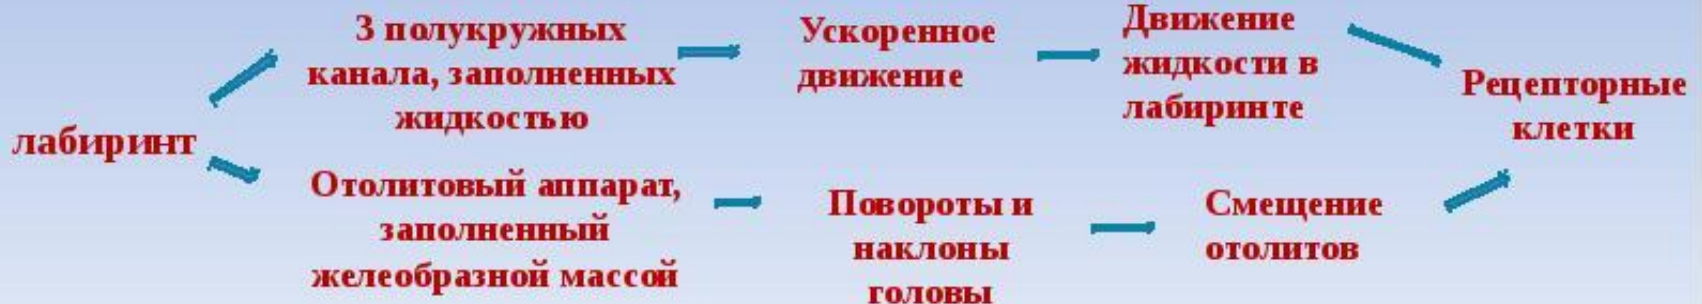 лабиринт
3 полукружных
канала, заполненных
жидкостью
Ускоренное
движение
Движение
жидкости в
лабиринте
Рецепторные
клетки
Отолитовый аппарат,
заполненный
желеобразной массой
Повороты и
наклоны
головы
Смещение
отолитов